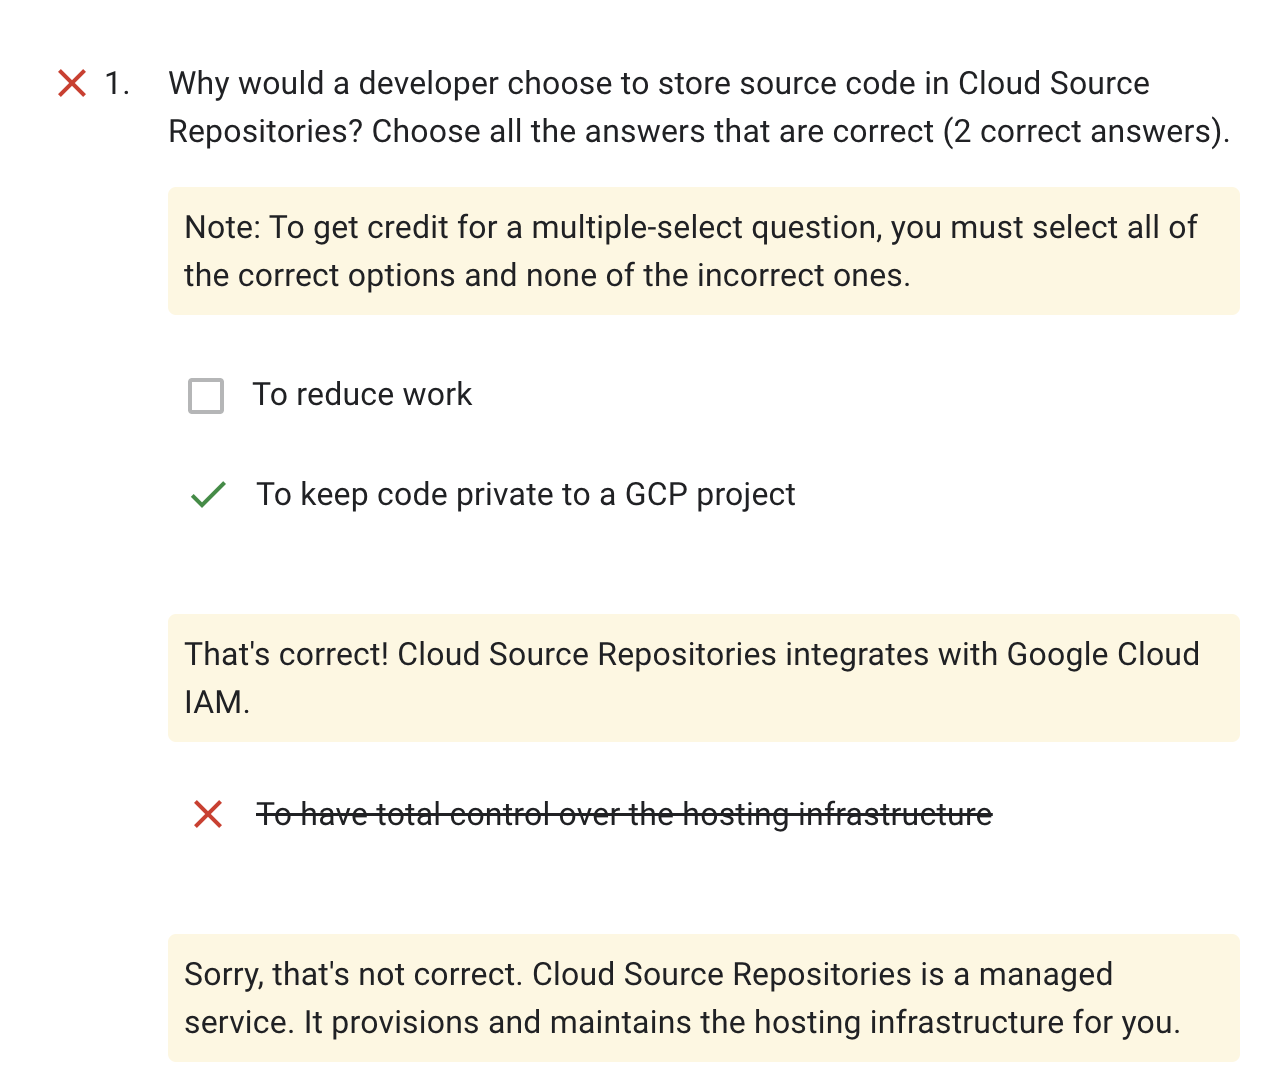 1. Why would a developer choose to store source code in Cloud Source
Repositories? Choose all the answers that are correct (2 correct answers).
Note: To get credit for a multiple-select question, you must select all of
the correct options and none of the incorrect ones.
To reduce work
To keep code private to a GCP project
That's correct! Cloud Source Repositories integrates with Google Cloud
IAM.
To have total control over the hosting infrastructure
Sorry, that's not correct. Cloud Source Repositories is a managed
service. It provisions and maintains the hosting infrastructure for you.